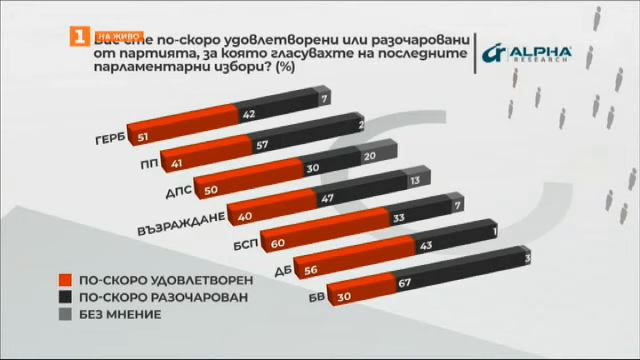 1 НА ЖИВО
Вие сте по-скоро удовлетворени или разочаровани
от партията, за която гласувахте на последните
парламентарни избори? (%)
ALPHA
RESEARCH
ГЕРБ 51 42 7
ПП 41 57 2
ДПС 50 30 20
ВЪЗРАЖДАНЕ 40 47 13
БСП 60 33 7
ДБ 56 43 1
БВ 30 67 3
ПО-СКОРО УДОВЛЕТВОРЕН
ПО-СКОРО РАЗОЧАРОВАН
БЕЗ МНЕНИЕ